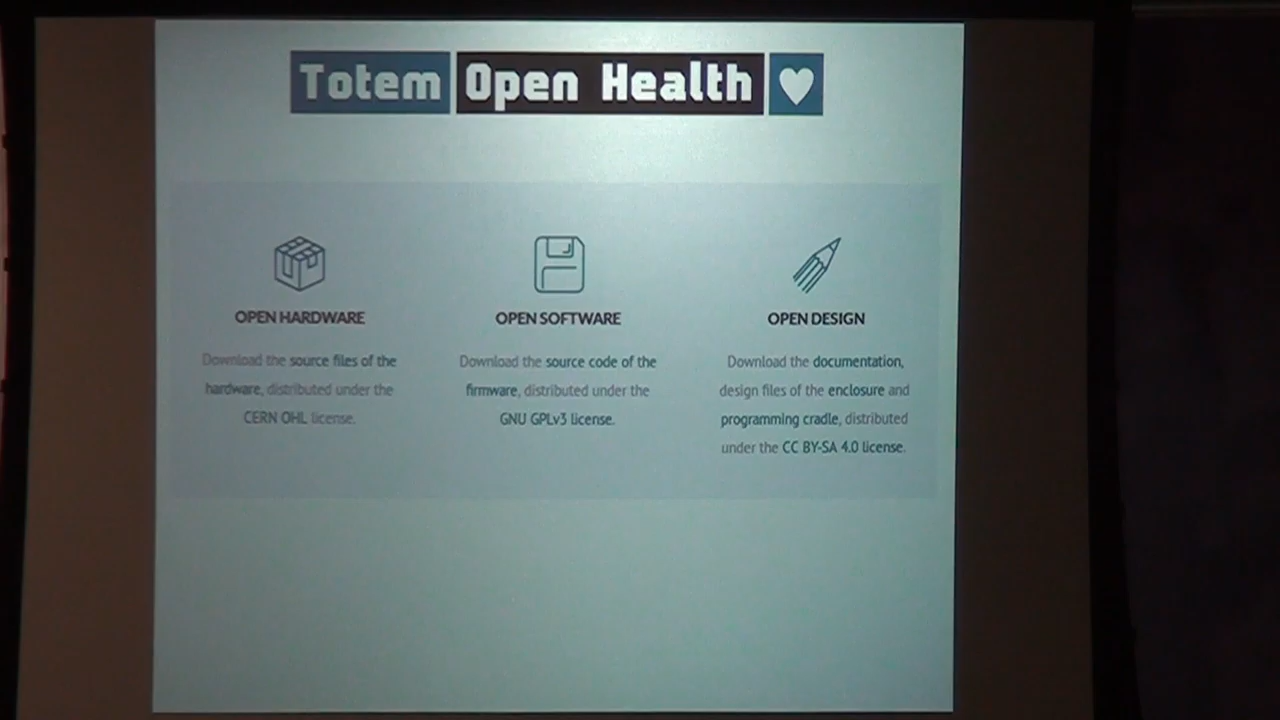 Totem Open Health
OPEN HARDWARE
Download the source files of the
hardware, distributed under the
CERN OHL license.
OPEN SOFTWARE
Download the source code of the
firmware, distributed under the
GNU GPLv3 license.
OPEN DESIGN
Download the documentation,
design files of the enclosure and
programming cradle, distributed
under the CC BY-SA 4.0 license.